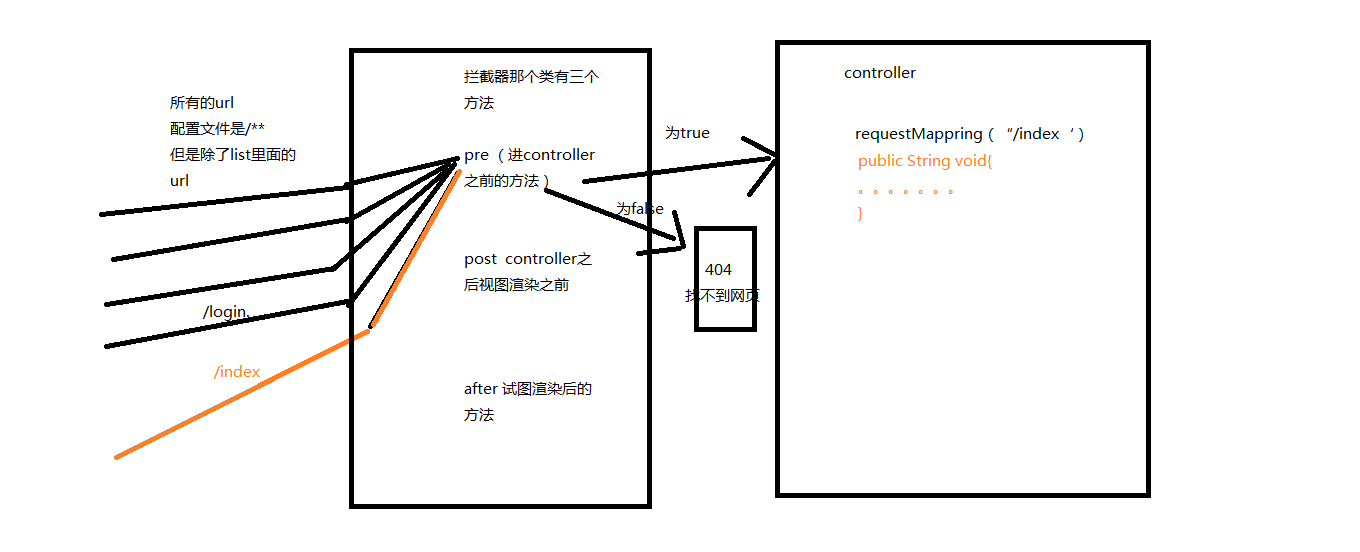 所有的url
配置文件是/**
但是除了list里面的
url
/login,
/index
拦截器那个类有三个
方法
pre（进controller
之前的方法）
post  controller之
后视图渲染之前
after 试图渲染后的
方法
为true
为false
404
找不到网页
controller
requestMappring（“/index‘）
public String void{
。。。。。。。
}